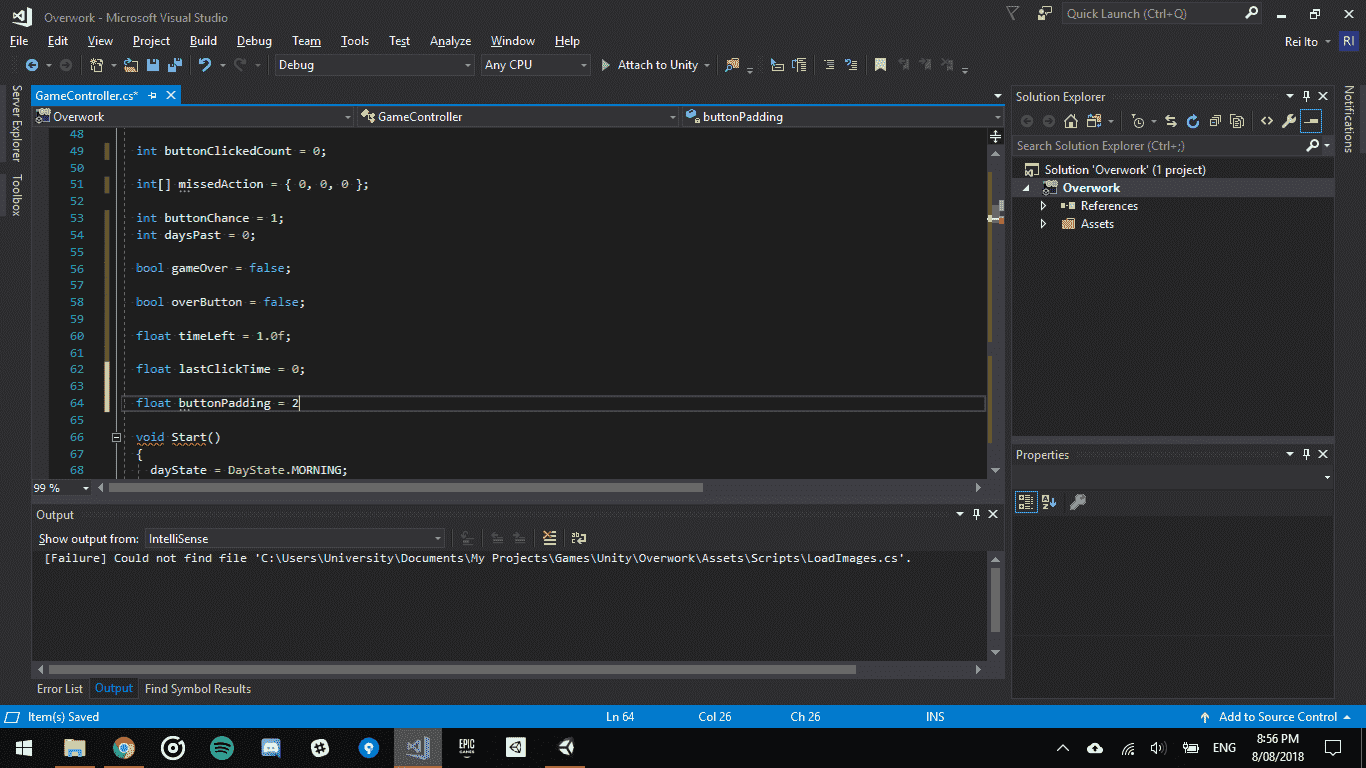 Overwork - Microsoft Visual Studio
Quick Launch (Ctrl+Q)
File Edit View Project Build Debug Team Tools Test Analyze Window Help
Rei Ito RI
Debug Any CPU Attach to Unity
Server Explorer
Toolbox
GameController.cs*
Overwork GameController buttonPadding
48
49 int buttonClickedCount = 0;
50
51 int[] missedAction = { 0, 0, 0 };
52
53 int buttonChance = 1;
54 int daysPast = 0;
55
56 bool gameOver = false;
57
58 bool overButton = false;
59
60 float timeLeft = 1.0f;
61
62 float lastClickTime = 0;
63
64 float buttonPadding = 2
65
66 void Start()
67 {
68 dayState = DayState.MORNING;
99 %
Output
Show output from: IntelliSense
[Failure] Could not find file 'C:\Users\University\Documents\My Projects\Games\Unity\Overwork\Assets\Scripts\LoadImages.cs'.
Error List Output Find Symbol Results
Solution Explorer
Search Solution Explorer (Ctrl+;)
Solution 'Overwork' (1 project)
Overwork
References
Assets
Properties
Notifications
Item(s) Saved Ln 64 Col 26 Ch 26 INS Add to Source Control
EPIC
GAMES
ENG
8:56 PM
8/08/2018